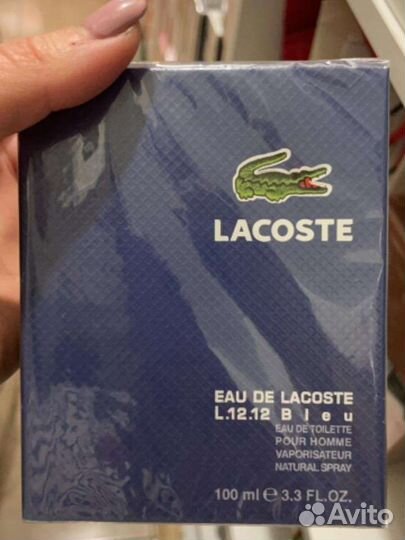 LACOSTE
EAU DE LACOSTE
L.12.12 Bleu
EAU DE TOILETTE
POUR HOMME
VAPORISATEUR
NATURAL SPRAY
100 ml ℮ 3.3 FL.OZ.
Avito